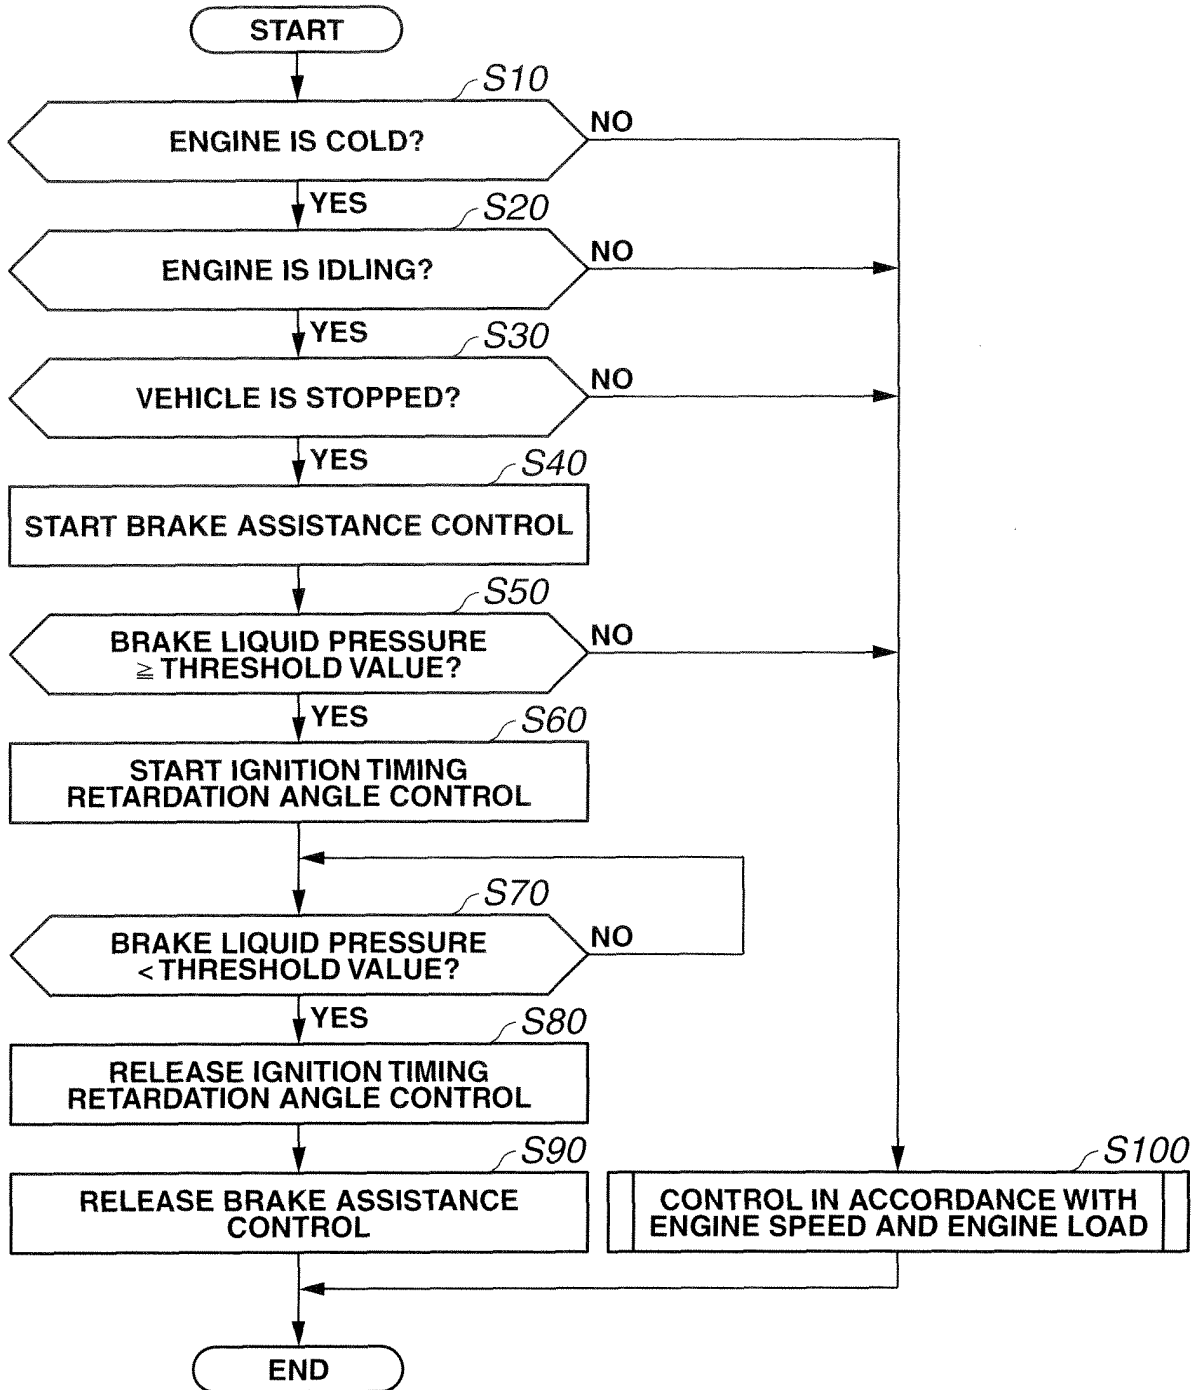 START
S10
ENGINE IS COLD?
NO
YES
S20
ENGINE IS IDLING?
NO
YES
S30
VEHICLE IS STOPPED?
NO
YES
S40
START BRAKE ASSISTANCE CONTROL
S50
BRAKE LIQUID PRESSURE
≧ THRESHOLD VALUE?
NO
YES
S60
START IGNITION TIMING
RETARDATION ANGLE CONTROL
S70
BRAKE LIQUID PRESSURE
< THRESHOLD VALUE?
NO
YES
S80
RELEASE IGNITION TIMING
RETARDATION ANGLE CONTROL
S90
RELEASE BRAKE ASSISTANCE
CONTROL
S100
CONTROL IN ACCORDANCE WITH
ENGINE SPEED AND ENGINE LOAD
END